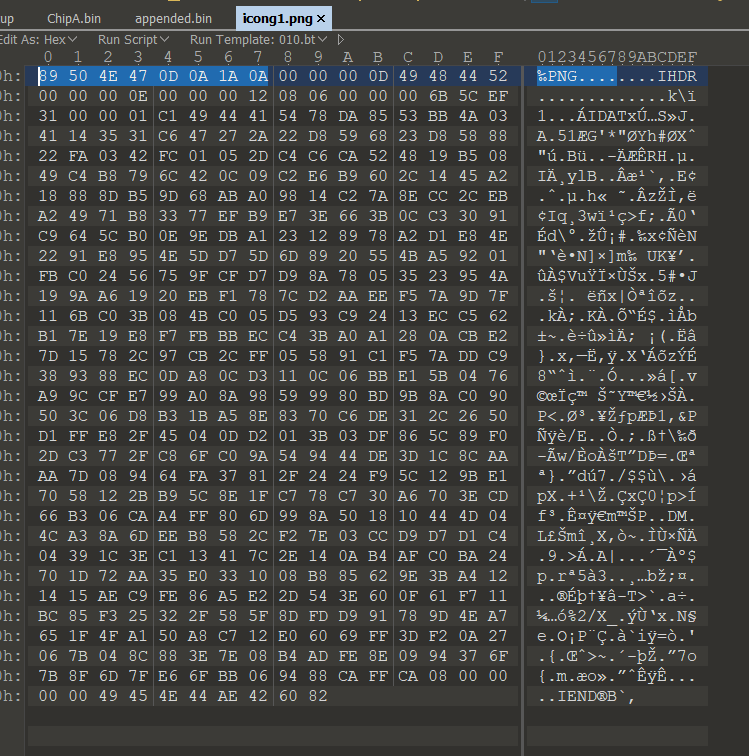 up ChipA.bin appended.bin icong1.png ×
Edit As: Hex Run Script Run Template: 010.bt
0 1 2 3 4 5 6 7 8 9 A B C D E F 0123456789ABCDEF
0h: 89 50 4E 47 0D 0A 1A 0A 00 00 00 0D 49 48 44 52 ‰PNG........IHDR
0h: 00 00 00 0E 00 00 00 12 08 06 00 00 00 6B 5C EF .............k\ï
0h: 31 00 00 01 C1 49 44 41 54 78 DA 85 53 BB 4A 03 1...ÁIDATxÚ…S»J.
0h: 41 14 35 31 C6 47 27 2A 22 D8 59 68 23 D8 58 88 A.51ÆG'*"ØYh#ØXˆ
0h: 22 FA 03 42 FC 01 05 2D C4 C6 CA 52 48 19 B5 08 "ú.Bü..-ÄÆÊRH.µ.
0h: 49 C4 B8 79 6C 42 0C 09 C2 E6 B9 60 2C 14 45 A2 IÄ¸ylB..Âæ¹`,.E¢
0h: 18 88 8D B5 9D 68 AB A0 98 14 C2 7A 8E CC 2C EB .ˆ.µ.h« ˜.ÂzŽÌ,ë
0h: A2 49 71 B8 33 77 EF B9 E7 3E 66 3B 0C C3 30 91 ¢Iq¸3wï¹ç>f;.Ã0‘
0h: C9 64 5C B0 0E 9E DB A1 23 12 89 78 A2 D1 E8 4E Éd\°.žÛ¡#.‰x¢ÑèN
0h: 22 91 E8 95 4E 5D D7 5D 6D 89 20 55 4B A5 92 01 "‘è•N]×]m‰ UK¥’.
0h: FB C0 24 56 75 9F CF D7 D9 8A 78 05 35 23 95 4A ûÀ$VuŸÏ×ÙŠx.5#•J
0h: 19 9A A6 19 20 EB F1 78 7C D2 AA EE F5 7A 9D 7F .š¦. ëñx|Òªîõz..
0h: 11 6B C0 3B 08 4B C0 05 D5 93 C9 24 13 EC C5 62 .kÀ;.KÀ.Õ“É$.ìÅb
0h: B1 7E 19 E8 F7 FB BB EC C4 3B A0 A1 28 0A CB E2 ±~.è÷û»ìÄ; ¡(.Ëâ
0h: 7D 15 78 2C 97 CB 2C FF 05 58 91 C1 F5 7A DD C9 }.x,—Ë,ÿ.X‘ÁõzÝÉ
0h: 38 93 88 EC 0D A8 0C D3 11 0C 06 BB E1 5B 04 76 8“ˆì.¨.Ó...»á[.v
0h: A9 9C CF E7 99 A0 8A 98 59 99 80 BD 9B 8A C0 90 ©œÏç™ Š˜Y™€½›ŠÀ.
0h: 50 3C 06 D8 B3 1B A5 8E 83 70 C6 DE 31 2C 26 50 P<.Ø³.¥ŽƒpÆÞ1,&P
0h: D1 FF E8 2F 45 04 0D D2 01 3B 03 DF 86 5C 89 F0 Ñÿè/E..Ò.;.ß†\‰ð
0h: 2D C3 77 2F C8 6F C0 9A 54 94 44 DE 3D 1C 8C AA -Ãw/ÈoÀšT”DÞ=.Œª
0h: AA 7D 08 94 64 FA 37 81 2F 24 24 F9 5C 12 9B E1 ª}.”dú7./$$ù\.›á
0h: 70 58 12 2B B9 5C 8E 1F C7 78 C7 30 A6 70 3E CD pX.+¹\Ž.ÇxÇ0¦p>Í
0h: 66 B3 06 CA A4 FF 80 6D 99 8A 50 18 10 44 4D 04 f³.Ê¤ÿ€m™ŠP..DM.
0h: 4C A3 8A 6D EE B8 58 2C F2 7E 03 CC D9 D7 D1 C4 L£Šmî¸X,ò~.ÌÙ×ÑÄ
0h: 04 39 1C 3E C1 13 41 7C 2E 14 0A B4 AF C0 BA 24 .9.>Á.A|...´¯Àº$
0h: 70 1D 72 AA 35 E0 33 10 08 B8 85 62 9E 3B A4 12 p.rª5à3..¸…bž;¤.
0h: 14 15 AE C9 FE 86 A5 E2 2D 54 3E 60 0F 61 F7 11 ..®Éþ†¥â-T>`.a÷.
0h: BC 85 F3 25 32 2F 58 5F 8D FD D9 91 78 9D 4E A7 ¼…ó%2/X_.ýÙ‘x.N§
0h: 65 1F 4F A1 50 A8 C7 12 E0 60 69 FF 3D F2 0A 27 e.O¡P¨Ç.à`iÿ=ò.'
0h: 06 7B 04 8C 88 3E 7E 08 B4 AD FE 8E 09 94 37 6F .{.Œˆ>~.´­þŽ.”7o
0h: 7B 8F 6D 7F E6 6F BB 06 94 88 CA FF CA 08 00 00 {.m.æo».”ˆÊÿÊ...
0h: 00 00 49 45 4E 44 AE 42 60 82 ..IEND®B`‚